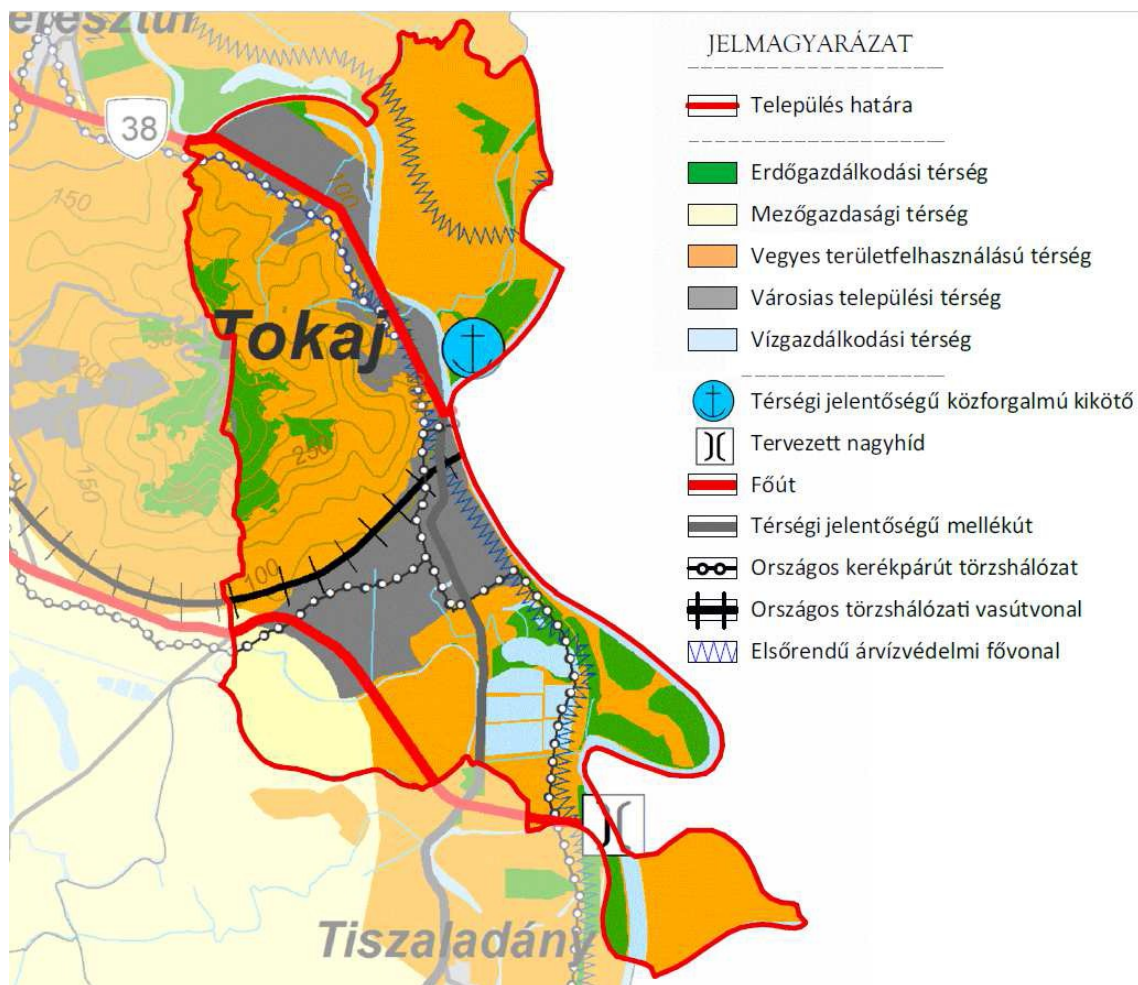 eresztúr
38
150
100
Tokaj
200
150
250
100
Tiszaladány
JELMAGYARÁZAT
Település határa
Erdőgazdálkodási térség
Mezőgazdasági térség
Vegyes területfelhasználású térség
Városias települési térség
Vízgazdálkodási térség
Térségi jelentőségű közforgalmú kikötő
Tervezett nagyhíd
Főút
Térségi jelentőségű mellékút
Országos kerékpárút törzshálózat
Országos törzshálózati vasútvonal
Elsőrendű árvízvédelmi fővonal